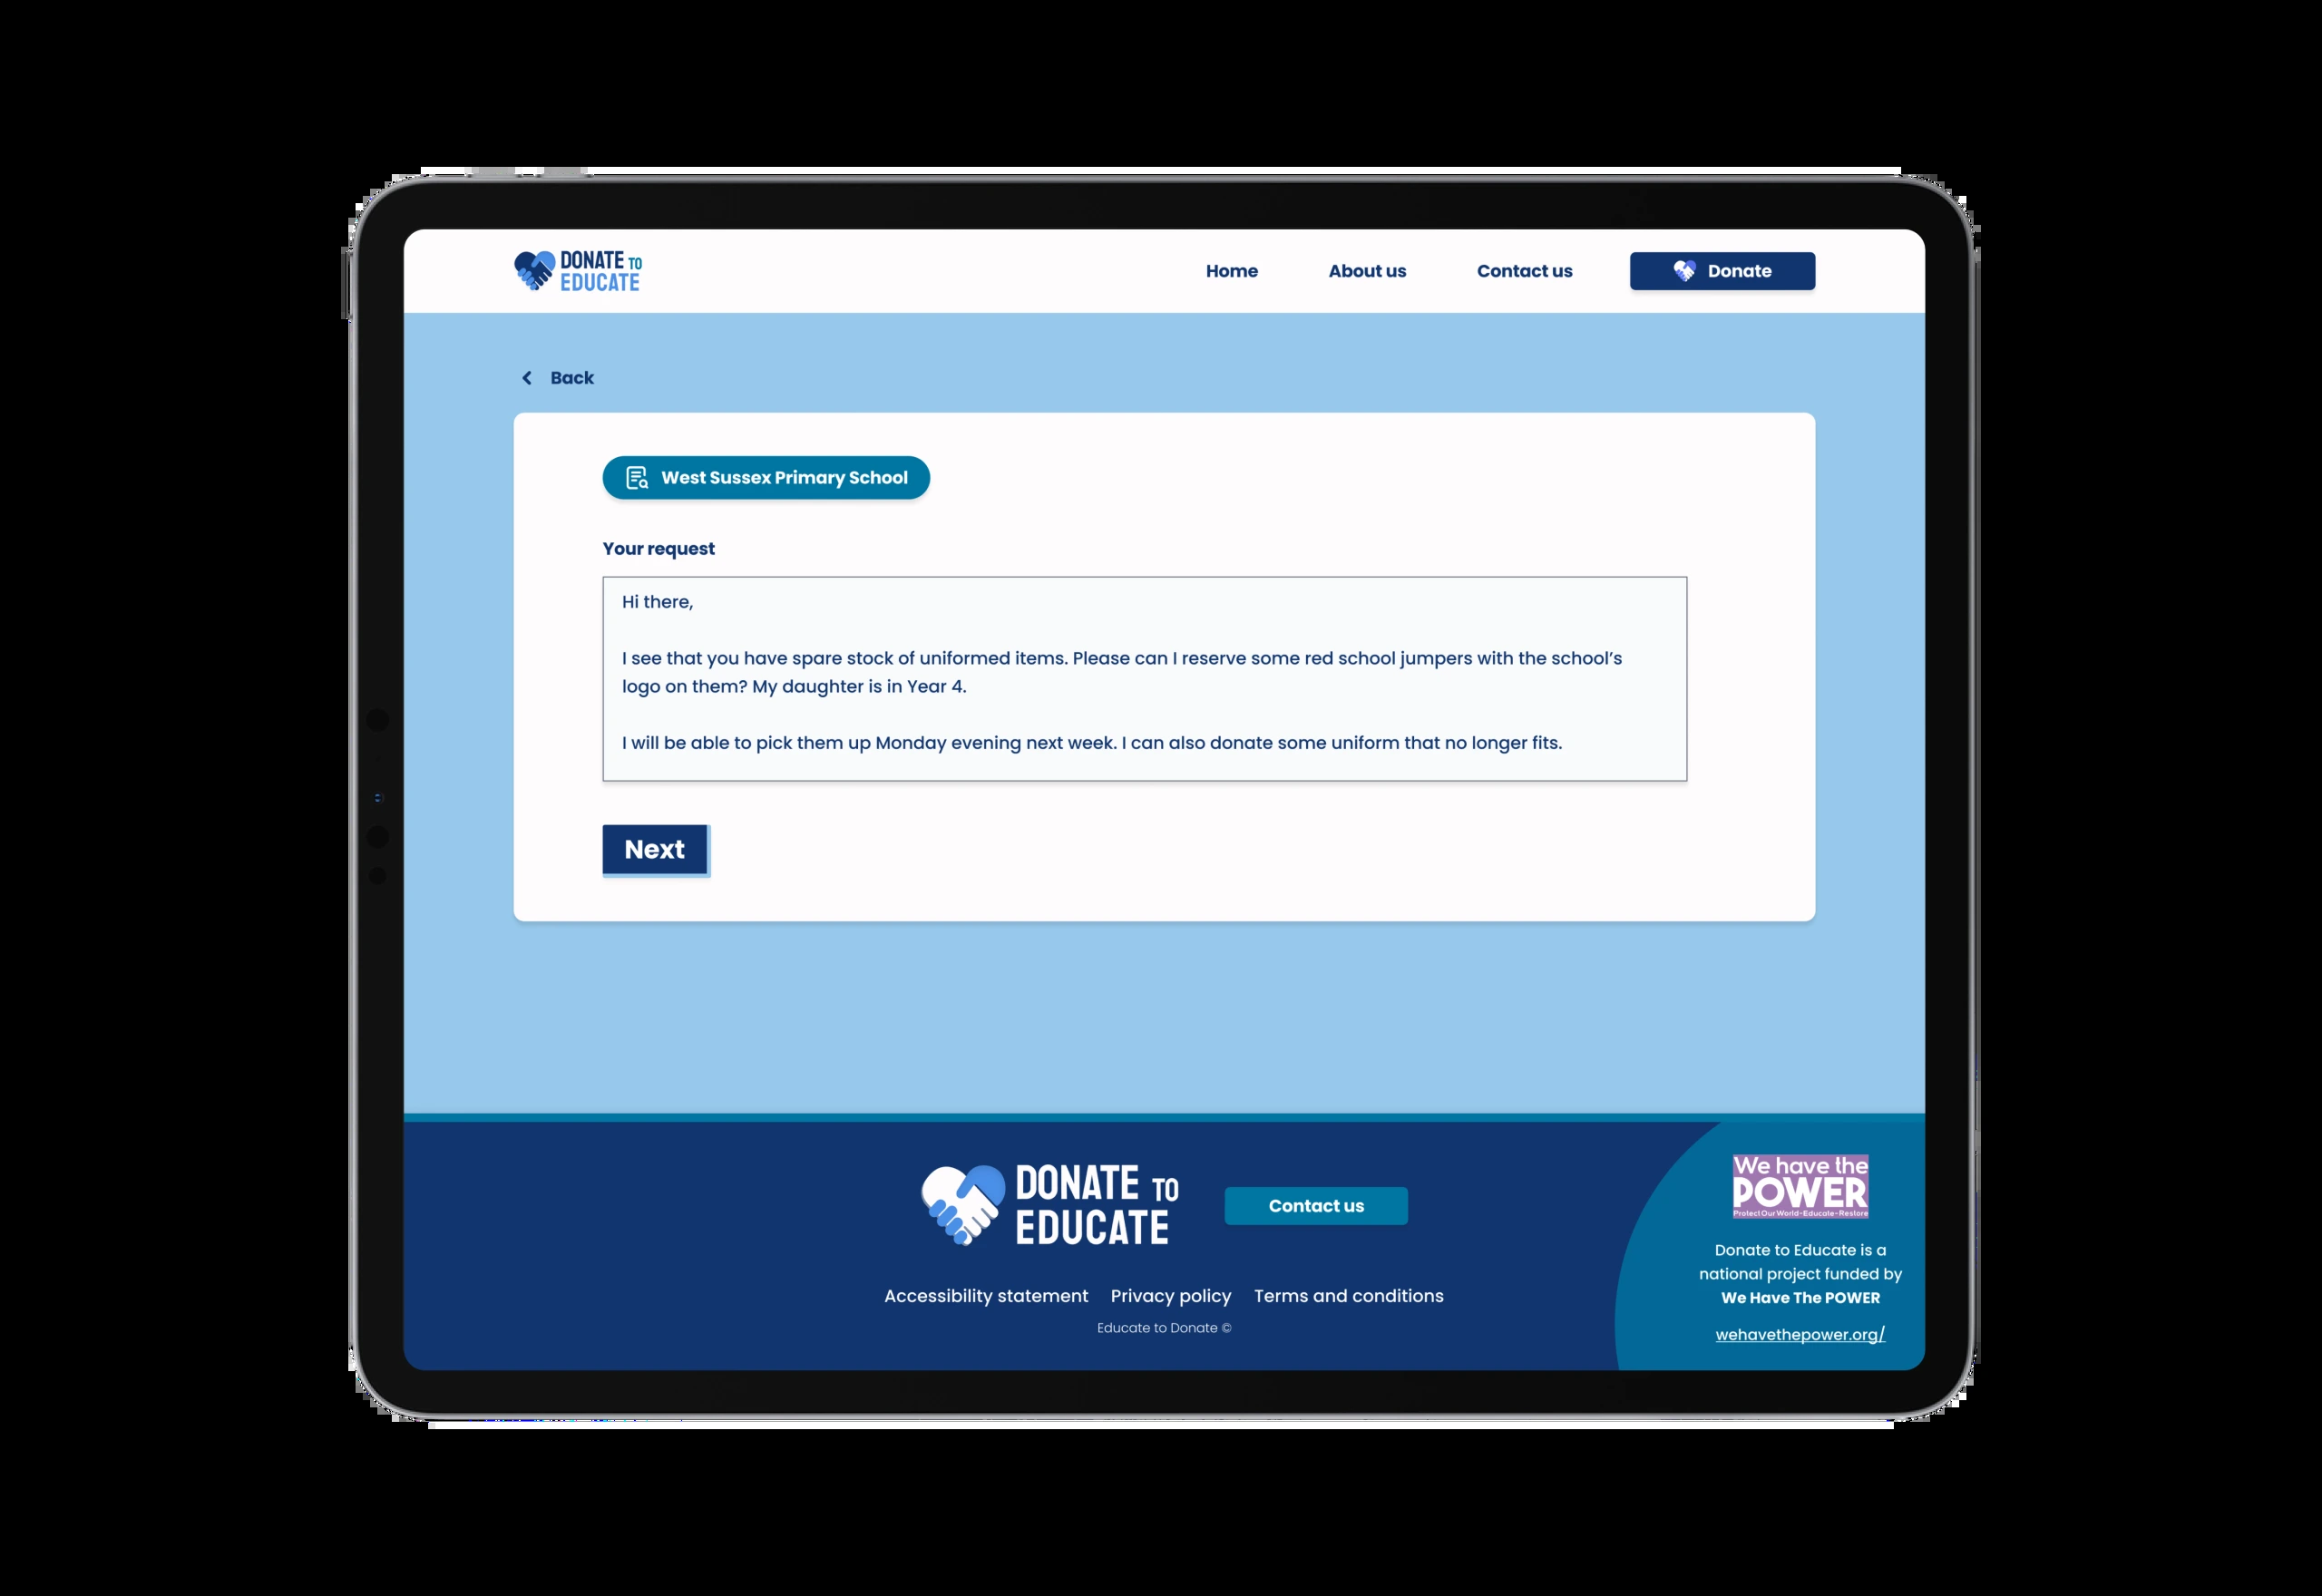 DONATE TO
EDUCATE
Home
About us
Contact us
Donate
Back
West Sussex Primary School
Your request
Hi there,
I see that you have spare stock of uniformed items. Please can I reserve some red school jumpers with the school’s
logo on them? My daughter is in Year 4.
I will be able to pick them up Monday evening next week. I can also donate some uniform that no longer fits.
Next
DONATE TO
EDUCATE
Contact us
Accessibility statement
Privacy policy
Terms and conditions
Educate to Donate ©
We have the
POWER
Protect Our World-Educate-Restore
Donate to Educate is a
national project funded by
We Have The POWER
wehavethepower.org/